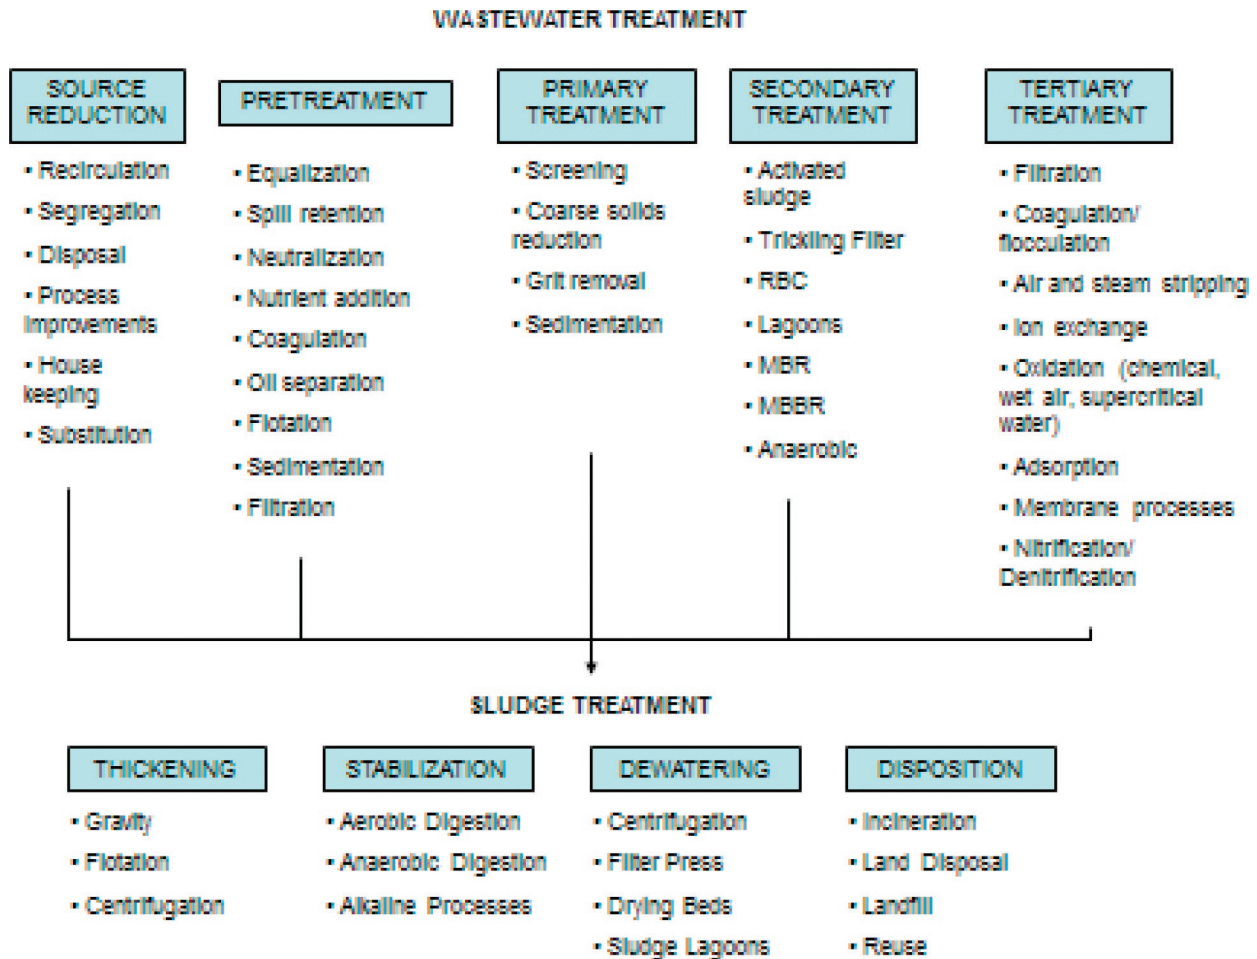 WASTEWATER TREATMENT
SOURCE
REDUCTION
• Recirculation
• Segregation
• Disposal
• Process
improvements
• House
keeping
• Substitution
PRETREATMENT
• Equalization
• Spill retention
• Neutralization
• Nutrient addition
• Coagulation
• Oil separation
• Flotation
• Sedimentation
• Filtration
PRIMARY
TREATMENT
• Screening
• Coarse solids
reduction
• Grit removal
• Sedimentation
SECONDARY
TREATMENT
• Activated
sludge
• Trickling Filter
• RBC
• Lagoons
• MBR
• MBBR
• Anaerobic
TERTIARY
TREATMENT
• Filtration
• Coagulation/
flocculation
• Air and steam stripping
• Ion exchange
• Oxidation (chemical,
wet air, supercritical
water)
• Adsorption
• Membrane processes
• Nitrification/
Denitrification
SLUDGE TREATMENT
THICKENING
• Gravity
• Flotation
• Centrifugation
STABILIZATION
• Aerobic Digestion
• Anaerobic Digestion
• Alkaline Processes
DEWATERING
• Centrifugation
• Filter Press
• Drying Beds
• Sludge Lagoons
DISPOSITION
• Incineration
• Land Disposal
• Landfill
• Reuse